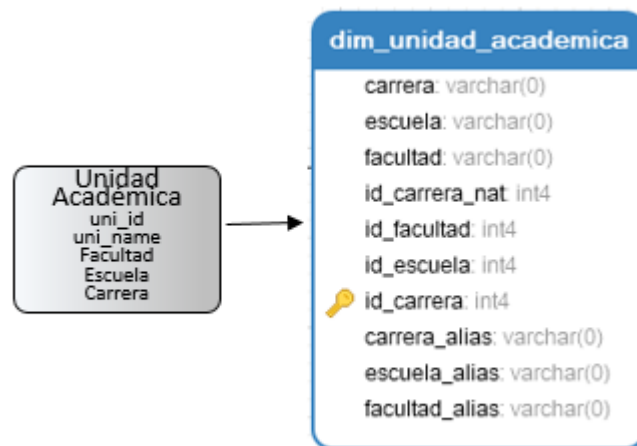 Unidad
Académica
uni_id
uni_name
Facultad
Escuela
Carrera
dim_unidad_academica
carrera: varchar(0)
escuela: varchar(0)
facultad: varchar(0)
id_carrera_nat: int4
id_facultad: int4
id_escuela: int4
id_carrera: int4
carrera_alias: varchar(0)
escuela_alias: varchar(0)
facultad_alias: varchar(0)